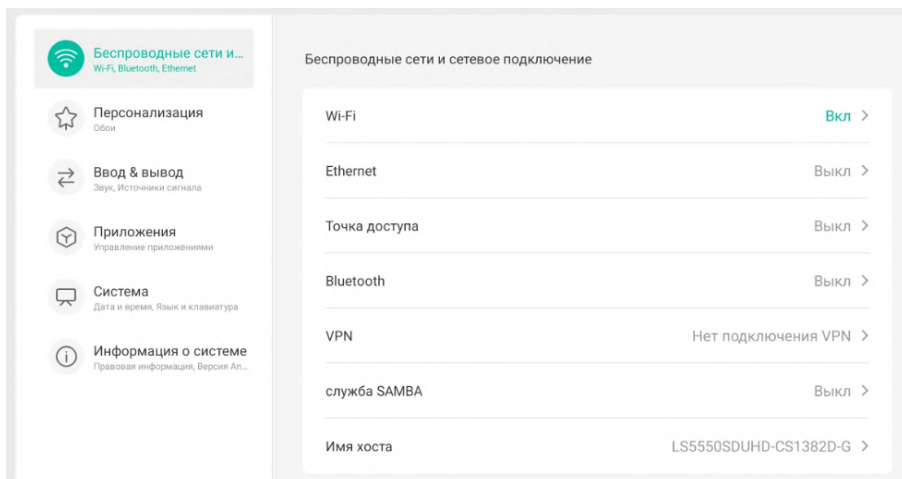 Беспроводные сети и...
Wi-Fi, Bluetooth, Ethernet
Персонализация
Обои
Ввод & вывод
Звук, Источники сигнала
Приложения
Управление приложениями
Система
Дата и время, Язык и клавиатура
Информация о системе
Правовая информация, Версия An...
Беспроводные сети и сетевое подключение
Wi-Fi Вкл >
Ethernet Выкл >
Точка доступа Выкл >
Bluetooth Выкл >
VPN Нет подключения VPN >
служба SAMBA Выкл >
Имя хоста LS5550SDUHD-CS1382D-G >